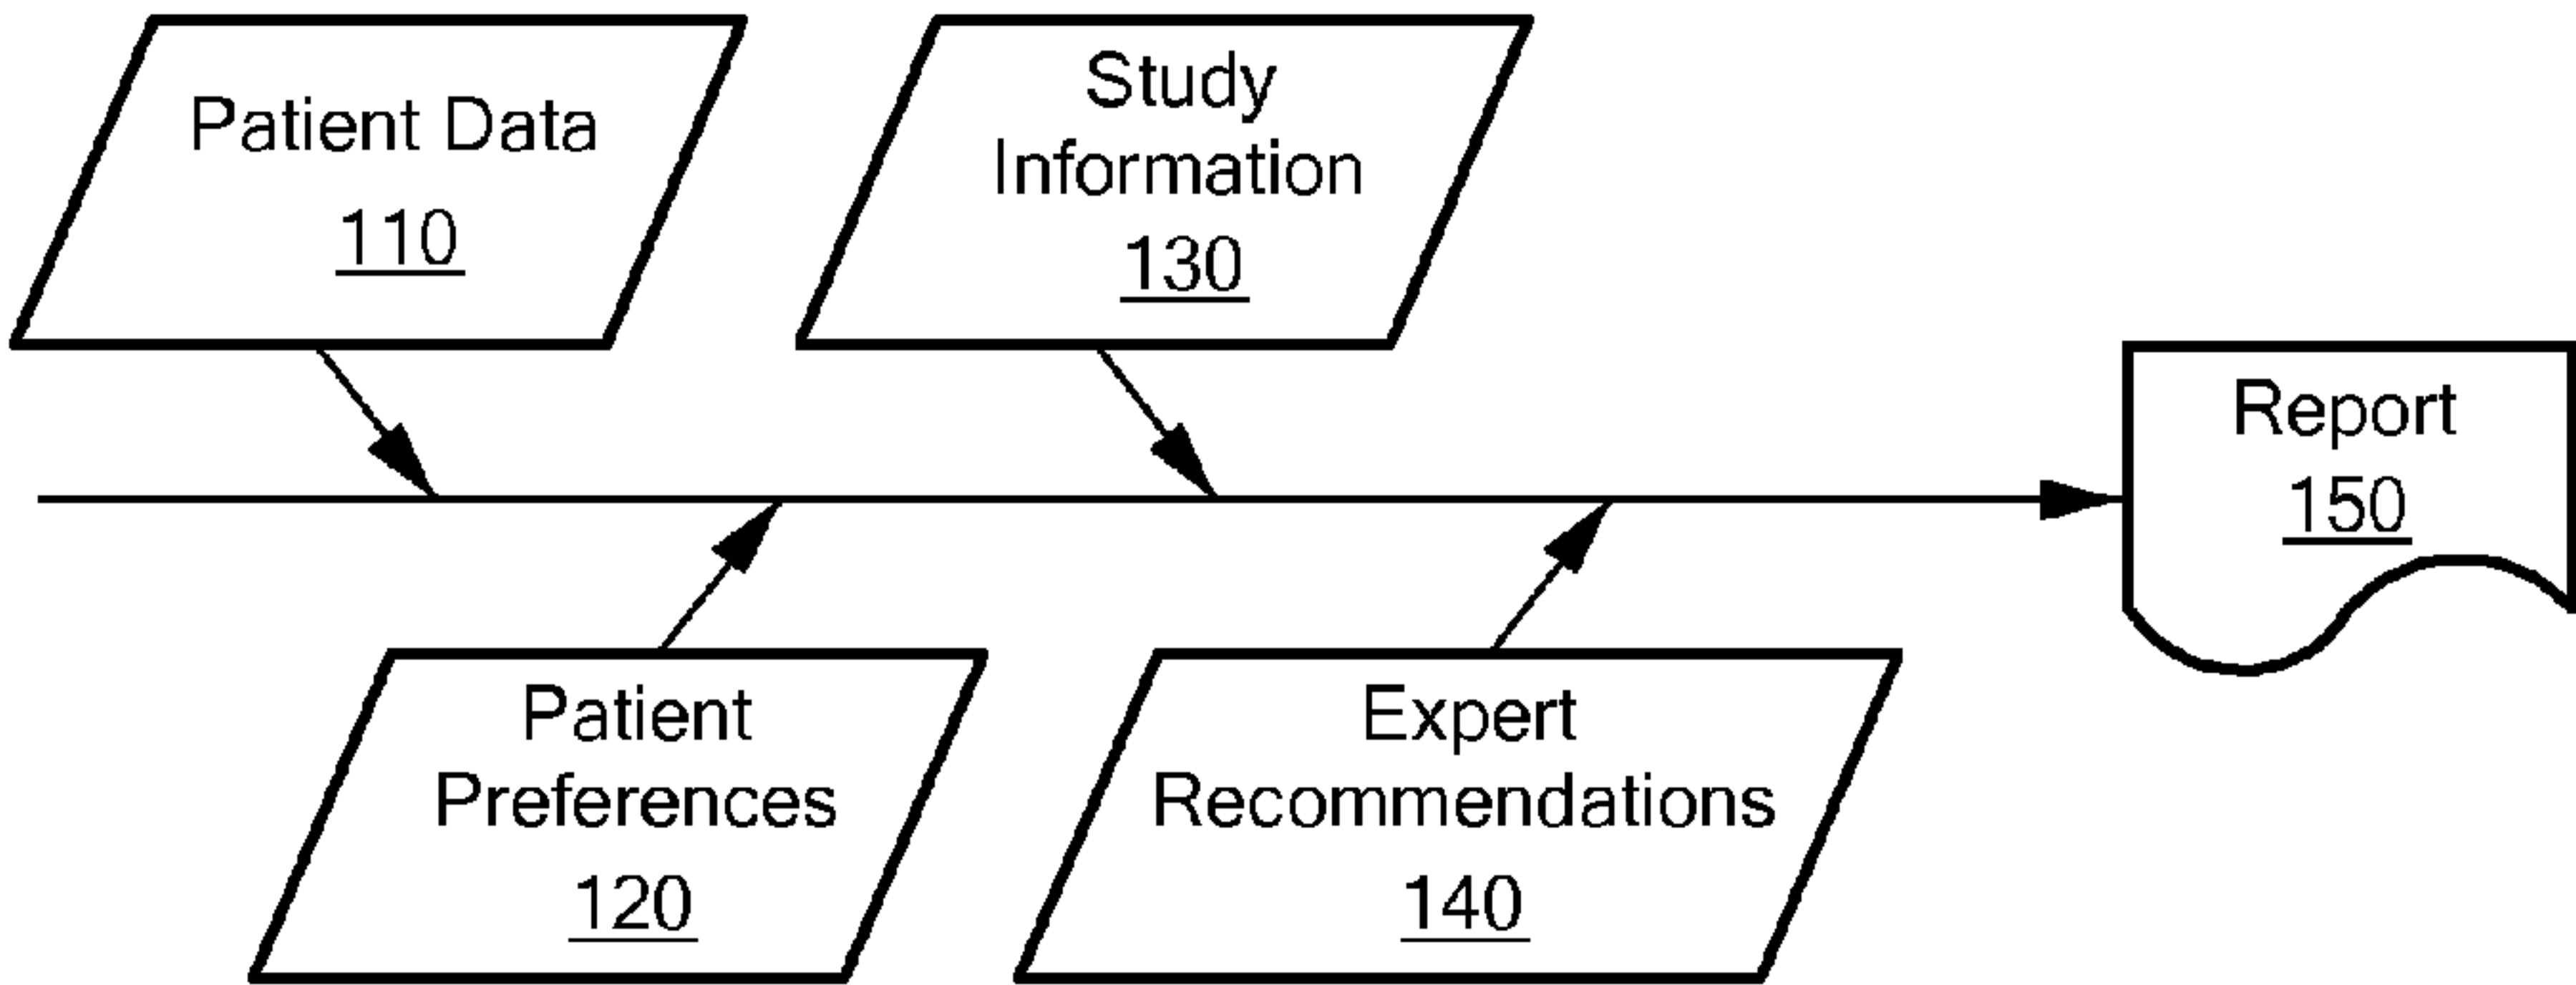 Patient Data
110
Study
Information
130
Report
150
Patient
Preferences
120
Expert
Recommendations
140